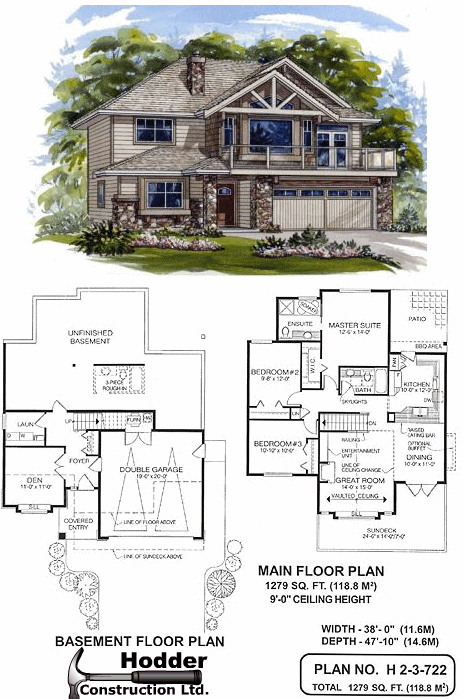 UNFINISHED
BASEMENT
3-PIECE
ROUGH-IN
LAUN.
D W
UP
FURN
HWT
FOYER
DEN
11'-0" x 11'-0"
SILL
DOUBLE GARAGE
19'-0" x 20'-0"
COVERED
ENTRY
LINE OF FLOOR ABOVE
LINE OF SUNDECK ABOVE
BASEMENT FLOOR PLAN
ENSUITE
MASTER SUITE
12'-6" x 14'-0"
PATIO
BBQ AREA
W.I.C.
BEDROOM #2
9'-8" x 12'-0"
BATH
SKYLIGHTS
LIN
PAN
KITCHEN
10'-0" x 12'-0"
DW
DN
RAISED
EATING BAR
OPTIONAL
BUFFET
DINING
10'-0" x 11'-0"
BEDROOM #3
10'-10" x 10'-0"
RAILING
ENTERTAINMENT
UNIT
LINE OF
CEILING CHANGE
GREAT ROOM
14'-0" x 15'-0"
VAULTED CEILING
SILL
SUNDECK
24'-0" x 14'-0"/7'-0"
MAIN FLOOR PLAN
1279 SQ. FT. (118.8 M²)
9'-0" CEILING HEIGHT
WIDTH - 38'- 0" (11.6M)
DEPTH - 47'-10" (14.6M)
PLAN NO. H 2-3-722
TOTAL 1279 SQ. FT. (118.8 M²)
Hodder
Construction Ltd.